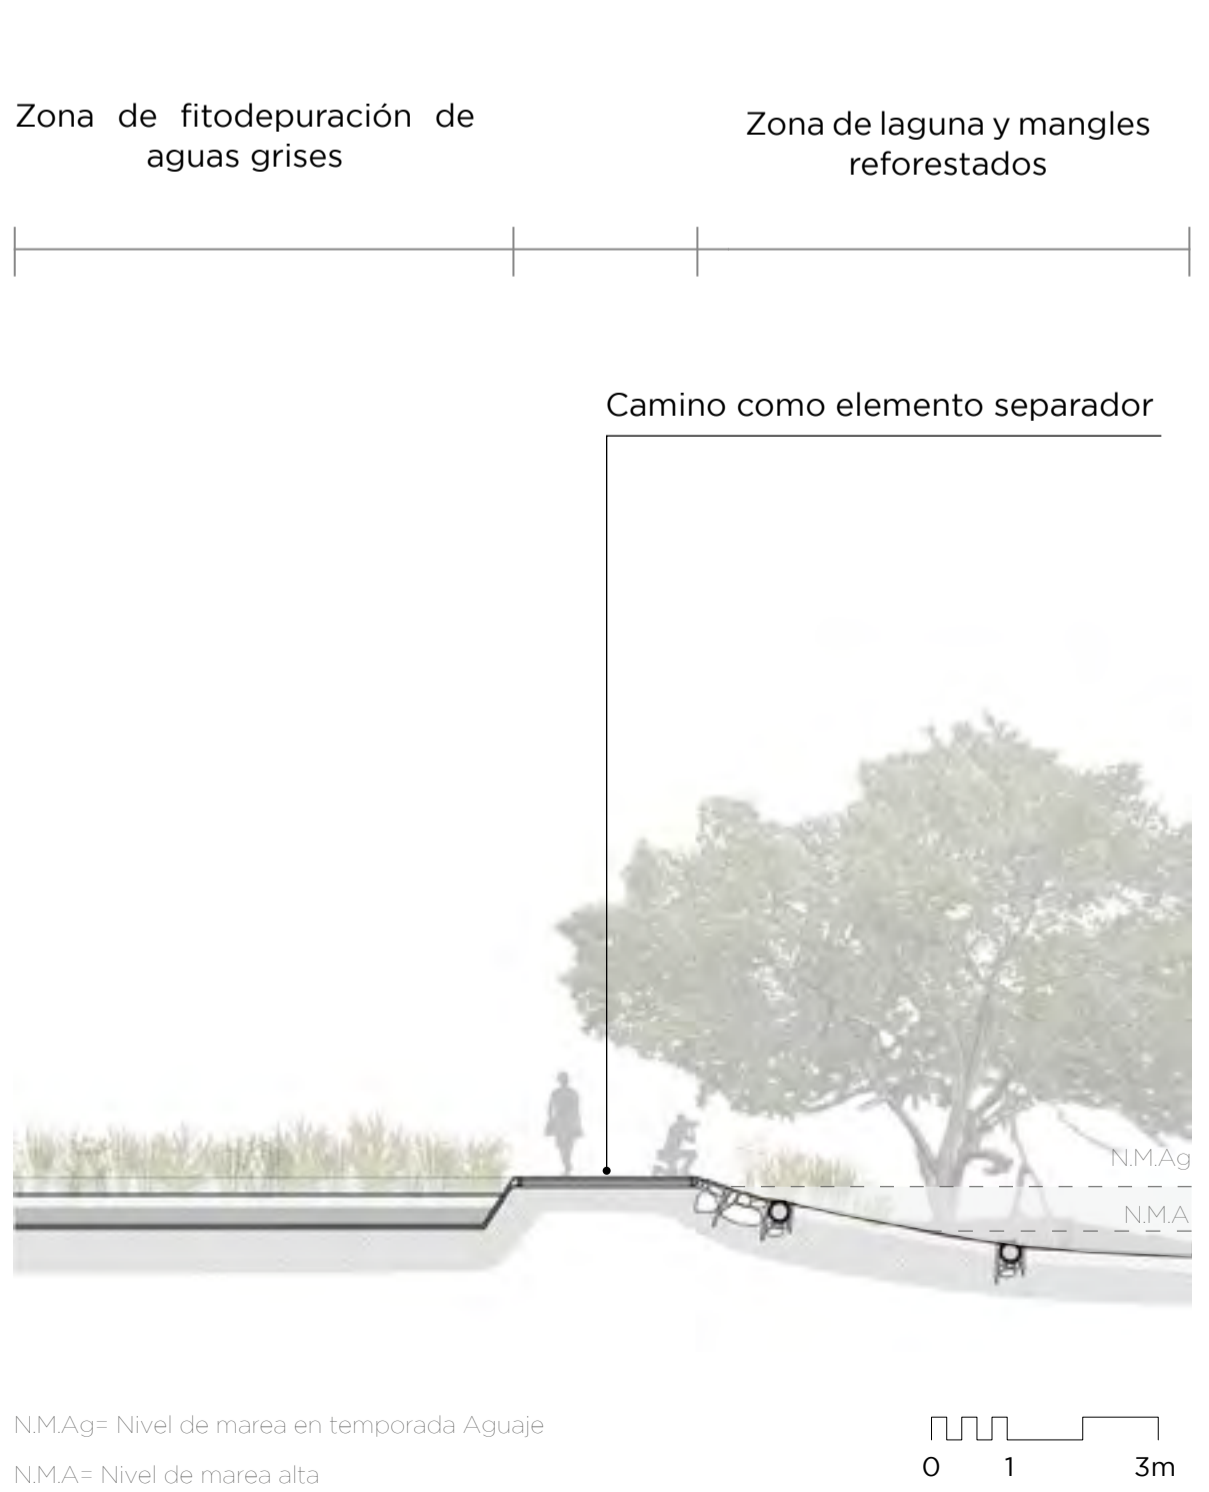 Zona de fitodepuración de
aguas grises
Zona de laguna y mangles
reforestados
Camino como elemento separador
N.M.Ag
N.M.A
N.M.Ag= Nivel de marea en temporada Aguaje
N.M.A= Nivel de marea alta
0 1 3m